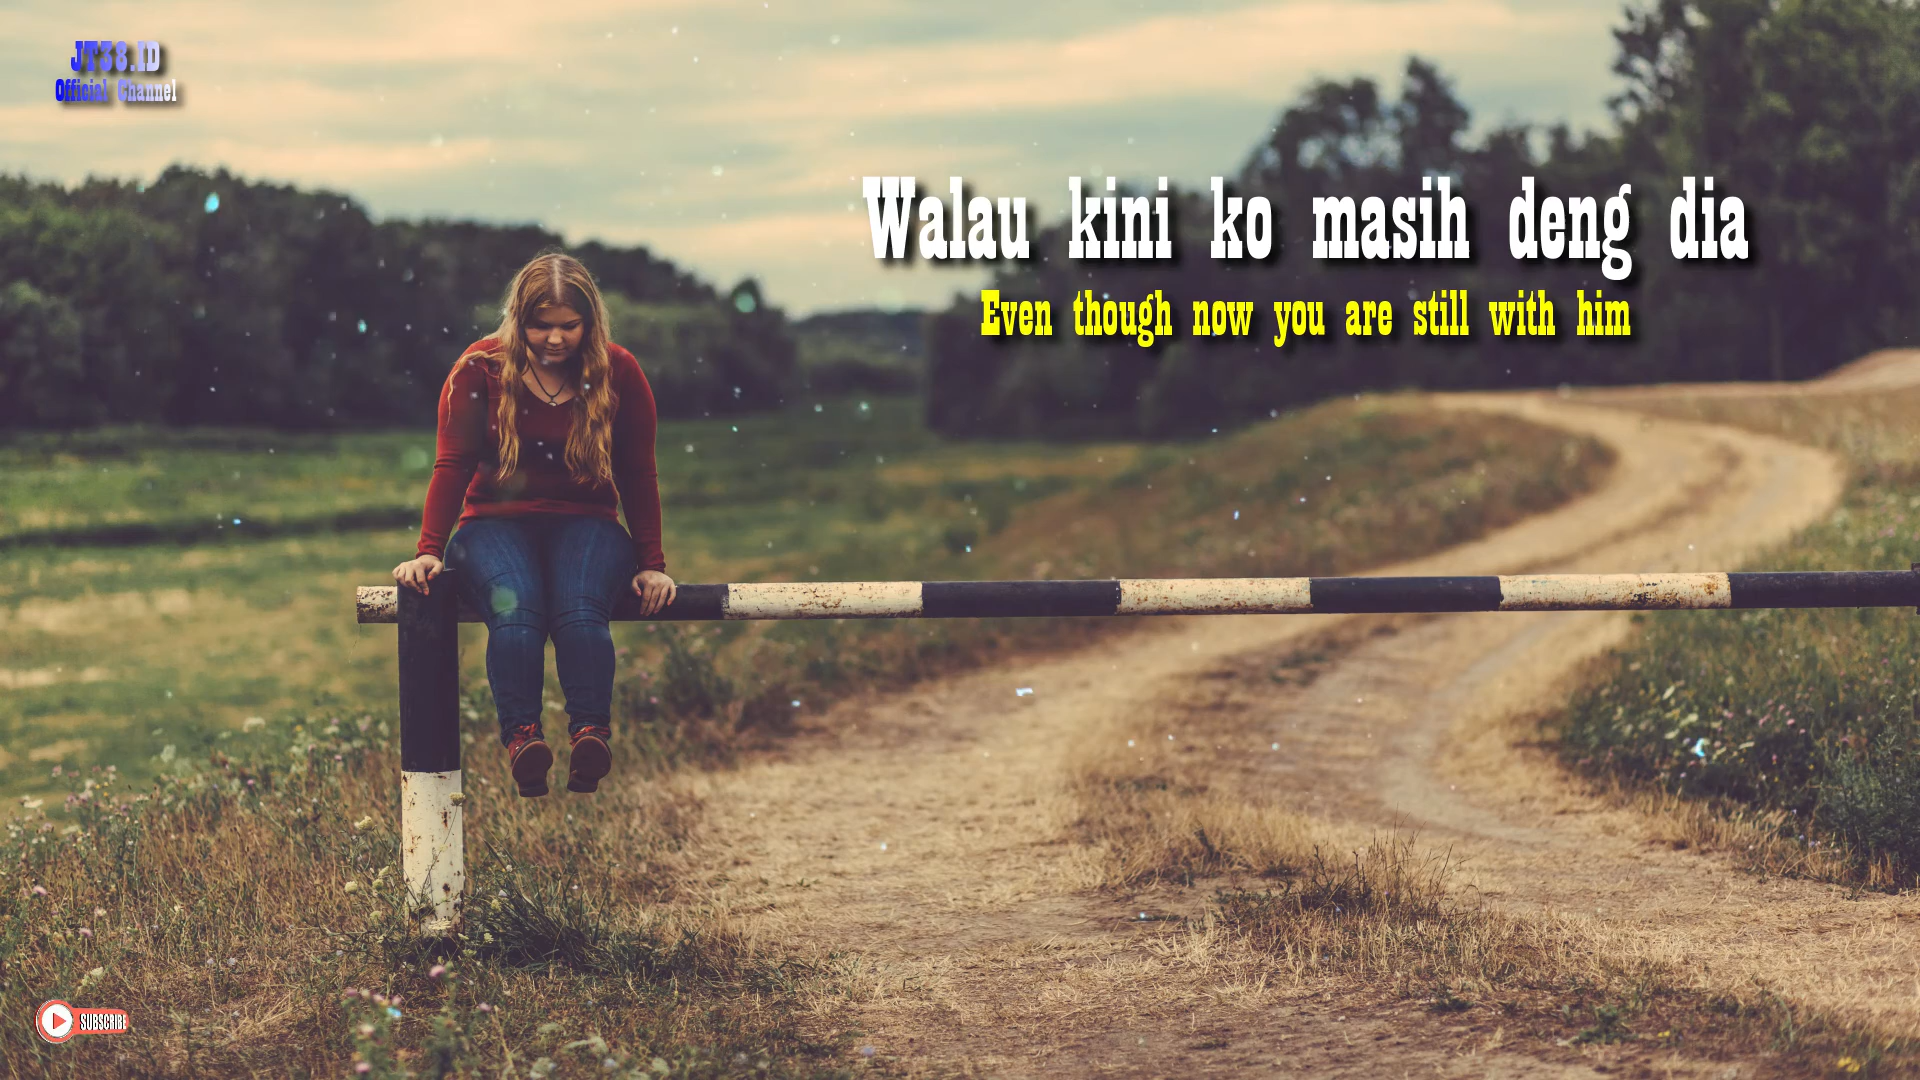 JT38.ID
Official Channel
Walau kini ko masih deng dia
Even though now you are still with him
SUBSCRIBE